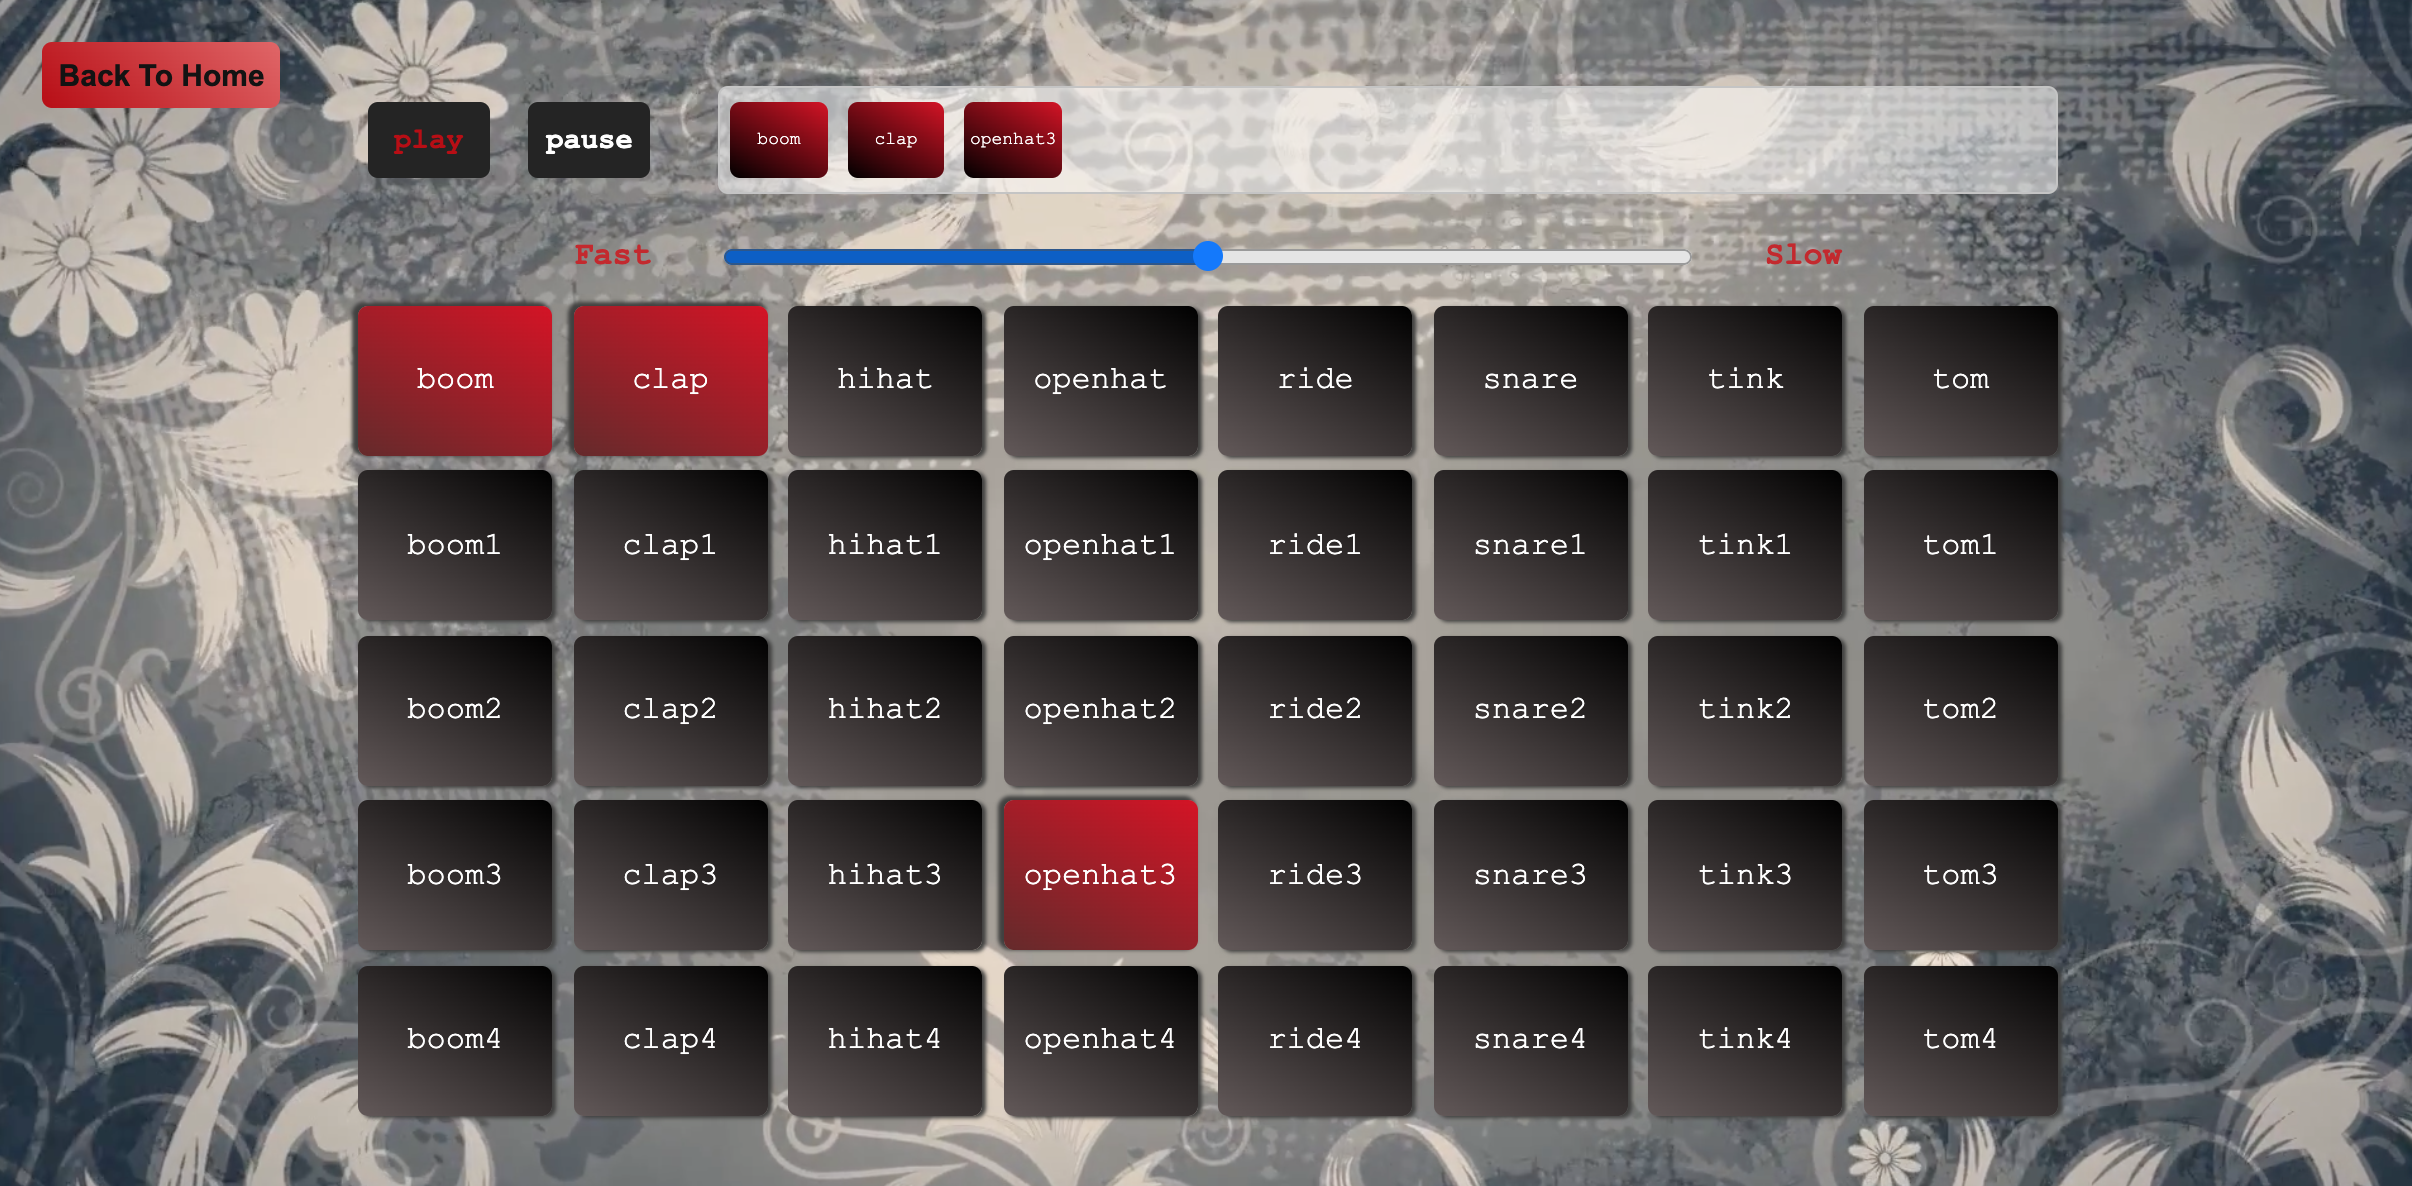 Back To Home
play pause boom clap openhat3
Fast Slow
boom clap hihat openhat ride snare tink tom
boom1 clap1 hihat1 openhat1 ride1 snare1 tink1 tom1
boom2 clap2 hihat2 openhat2 ride2 snare2 tink2 tom2
boom3 clap3 hihat3 openhat3 ride3 snare3 tink3 tom3
boom4 clap4 hihat4 openhat4 ride4 snare4 tink4 tom4